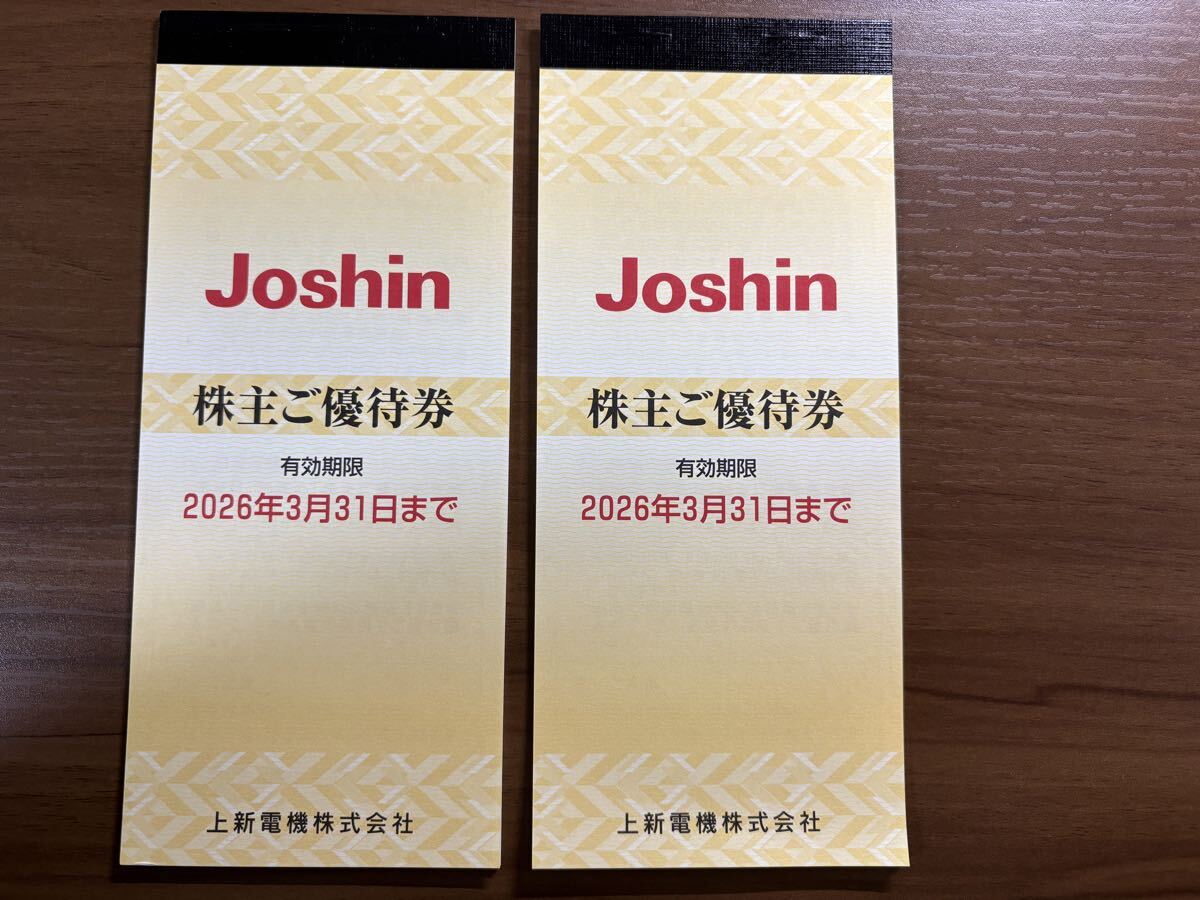 Joshin
株主ご優待券
有効期限
2026年3月31日まで
上新電機株式会社
Joshin
株主ご優待券
有効期限
2026年3月31日まで
上新電機株式会社